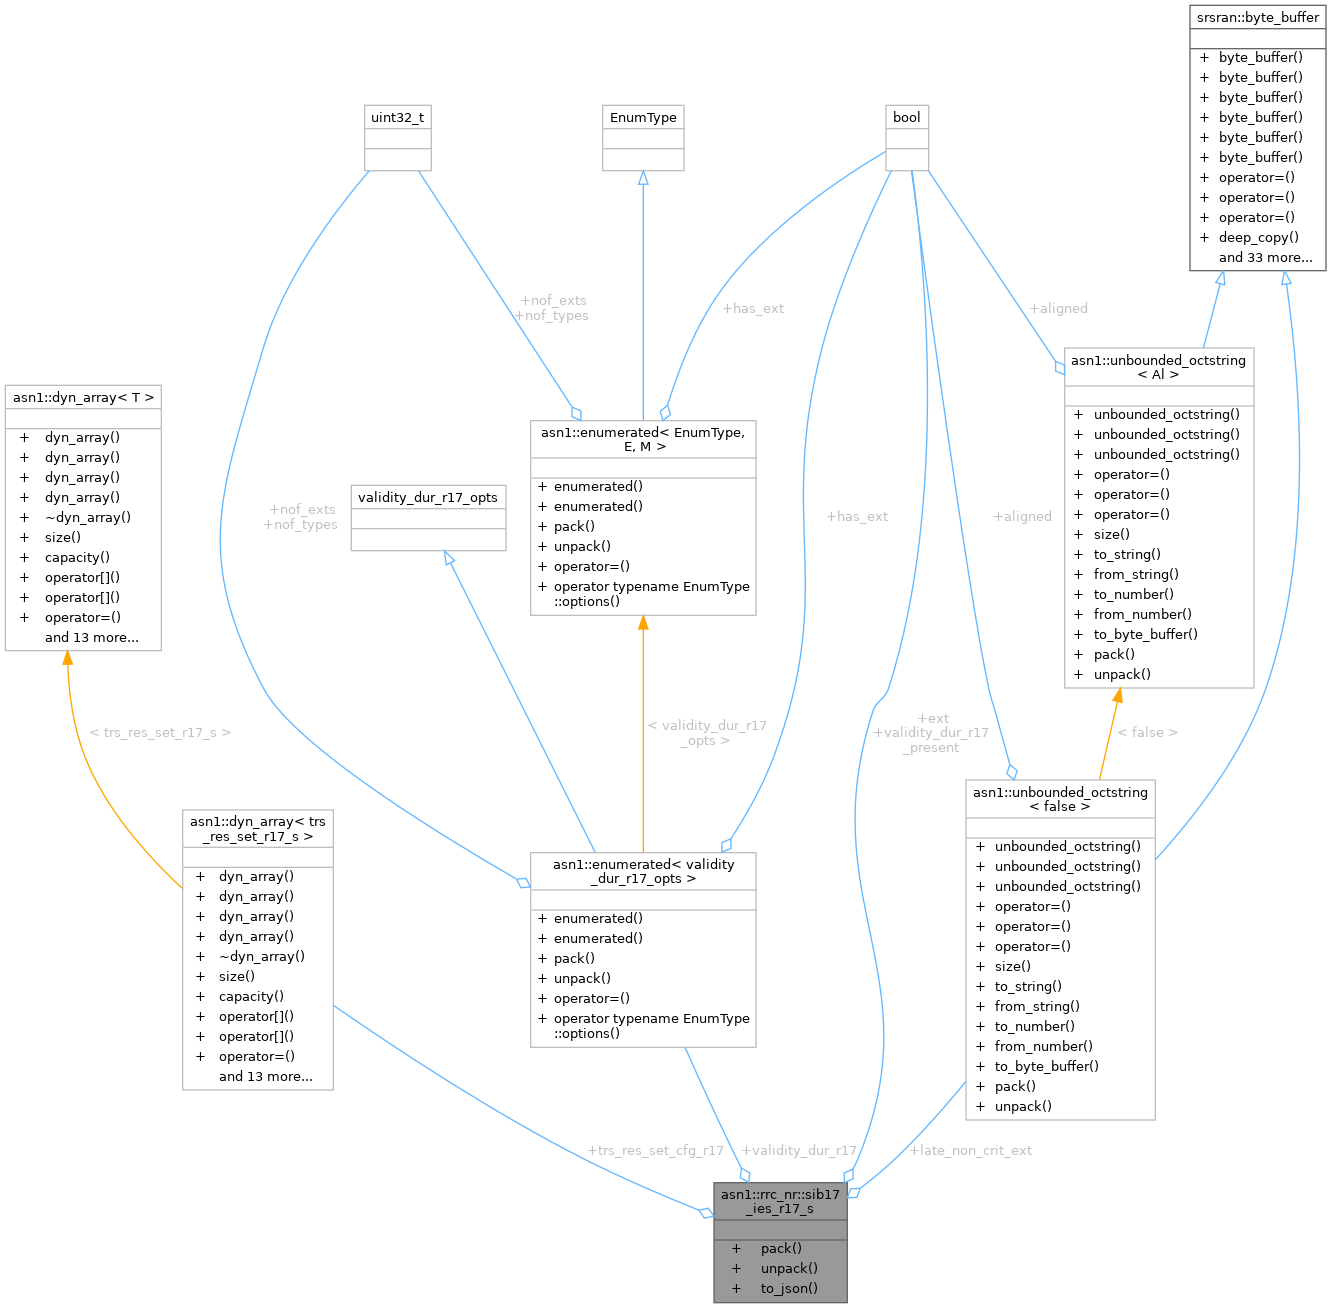 srsran::byte_buffer
+ byte_buffer()
+ byte_buffer()
+ byte_buffer()
+ byte_buffer()
+ byte_buffer()
+ byte_buffer()
+ operator=()
+ operator=()
+ operator=()
+ deep_copy()
and 33 more...
uint32_t
EnumType
bool
+nof_exts
+nof_types
+has_ext
+aligned
asn1::unbounded_octstring
< Al >
+ unbounded_octstring()
+ unbounded_octstring()
+ unbounded_octstring()
+ operator=()
+ operator=()
+ operator=()
+ size()
+ to_string()
+ from_string()
+ to_number()
+ from_number()
+ to_byte_buffer()
+ pack()
+ unpack()
asn1::dyn_array< T >
+ dyn_array()
+ dyn_array()
+ dyn_array()
+ dyn_array()
+ ~dyn_array()
+ size()
+ capacity()
+ operator[]()
+ operator[]()
+ operator=()
and 13 more...
asn1::enumerated< EnumType,
E, M >
+ enumerated()
+ enumerated()
+ pack()
+ unpack()
+ operator=()
+ operator typename EnumType
::options()
validity_dur_r17_opts
+nof_exts
+nof_types
+has_ext
+aligned
< trs_res_set_r17_s >
< validity_dur_r17
_opts >
+ext
+validity_dur_r17
_present
< false >
asn1::dyn_array< trs
_res_set_r17_s >
+ dyn_array()
+ dyn_array()
+ dyn_array()
+ dyn_array()
+ ~dyn_array()
+ size()
+ capacity()
+ operator[]()
+ operator[]()
+ operator=()
and 13 more...
asn1::enumerated< validity
_dur_r17_opts >
+ enumerated()
+ enumerated()
+ pack()
+ unpack()
+ operator=()
+ operator typename EnumType
::options()
asn1::unbounded_octstring
< false >
+ unbounded_octstring()
+ unbounded_octstring()
+ unbounded_octstring()
+ operator=()
+ operator=()
+ operator=()
+ size()
+ to_string()
+ from_string()
+ to_number()
+ from_number()
+ to_byte_buffer()
+ pack()
+ unpack()
+trs_res_set_cfg_r17
+validity_dur_r17
+late_non_crit_ext
asn1::rrc_nr::sib17
_ies_r17_s
+ pack()
+ unpack()
+ to_json()